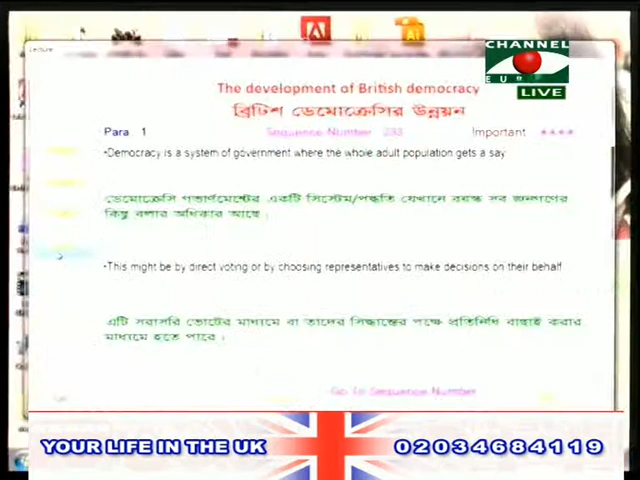 Lecture
CHANNEL
EUROPE
LIVE
The development of British democracy
ব্রিটিশ ডেমোক্রেসির উন্নয়ন
Para 1 Sequence Number 233 Important ****
•Democracy is a system of government where the whole adult population gets a say
ডেমোক্রেসি গভার্ণমেন্টের একটি সিস্টেম/পদ্ধতি যেখানে বয়স্ক সব জনগণের
কিছু বলার অধিকার আছে।
•This might be by direct voting or by choosing representatives to make decisions on their behalf
এটি সরাসরি ভোটের মাধ্যমে বা তাদের সিদ্ধান্তের পক্ষে প্রতিনিধি বাছাই করার
মাধ্যমে হতে পারে ।
Go To Sequence Number
YOUR LIFE IN THE UK 02034684119